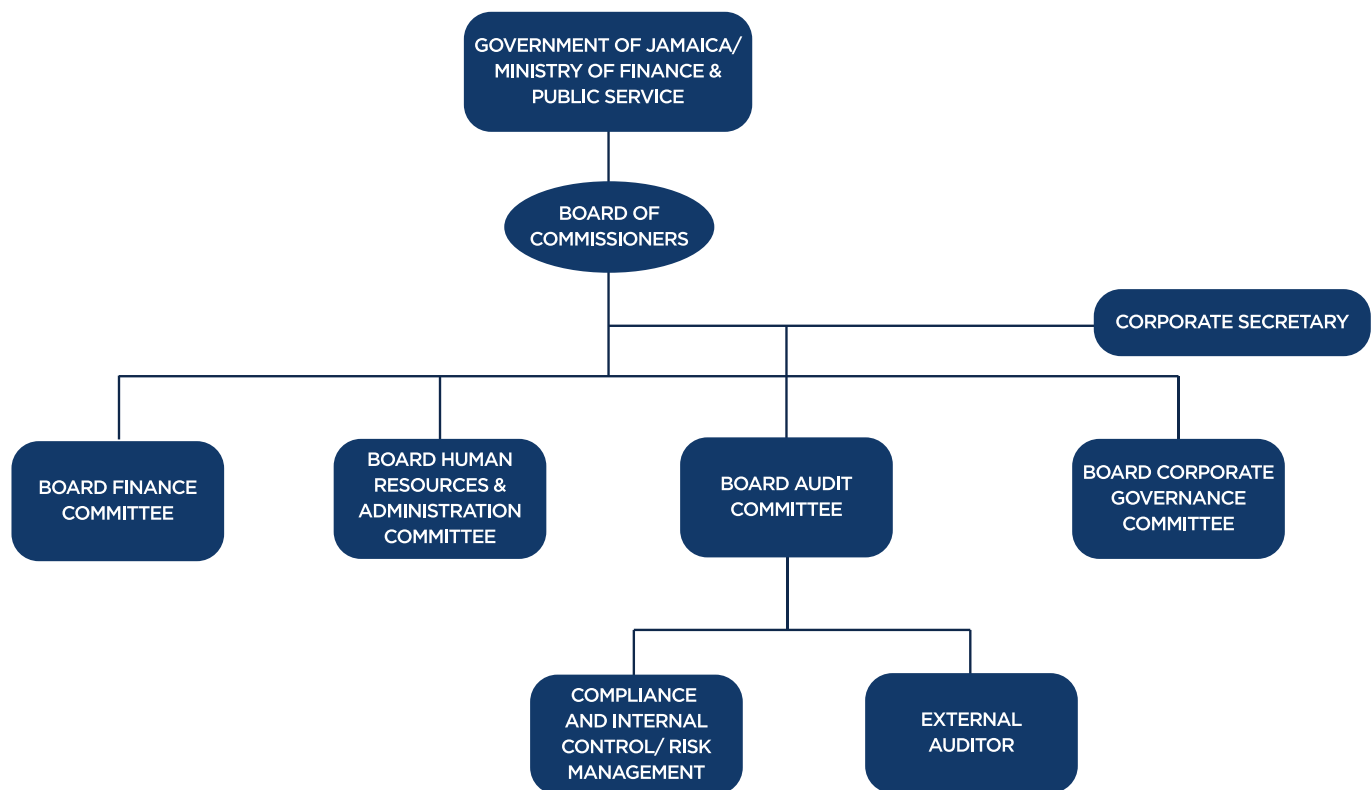 GOVERNMENT OF JAMAICA/
MINISTRY OF FINANCE &
PUBLIC SERVICE
BOARD OF
COMMISSIONERS
CORPORATE SECRETARY
BOARD FINANCE
COMMITTEE
BOARD HUMAN
RESOURCES &
ADMINISTRATION
COMMITTEE
BOARD AUDIT
COMMITTEE
BOARD CORPORATE
GOVERNANCE
COMMITTEE
COMPLIANCE
AND INTERNAL
CONTROL/ RISK
MANAGEMENT
EXTERNAL
AUDITOR